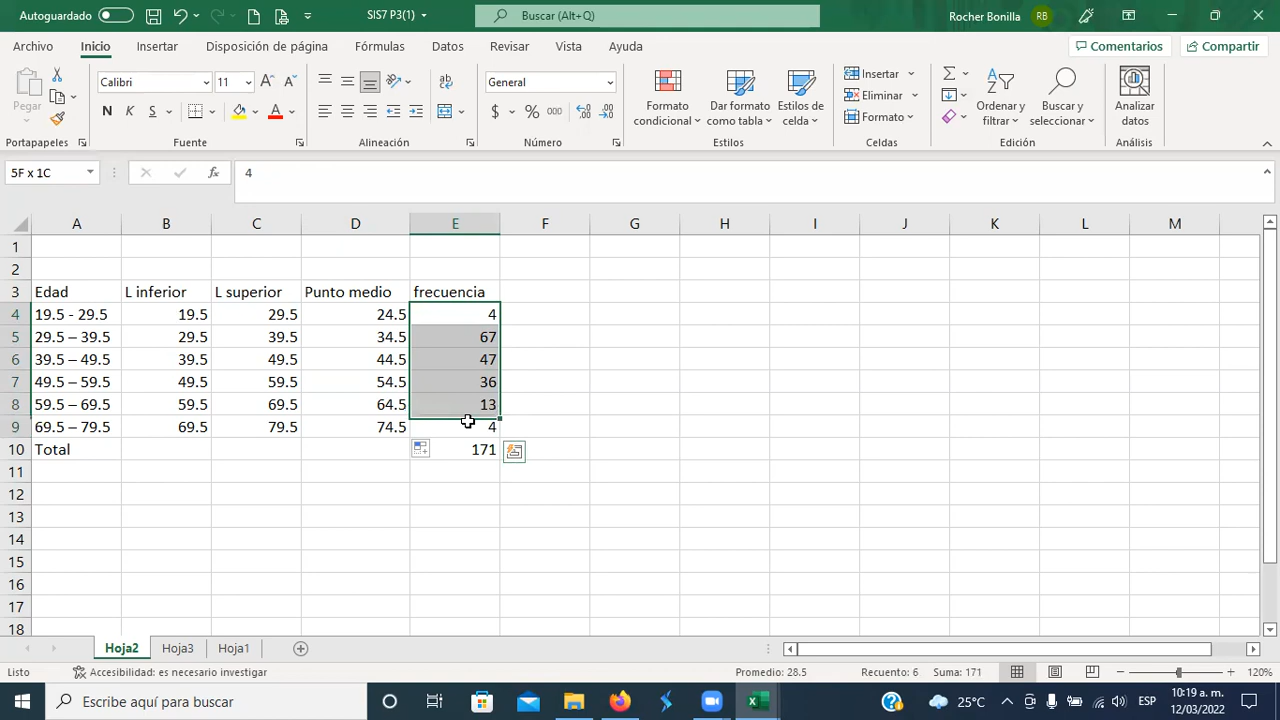 Autoguardado SIS7 P3(1) Buscar (Alt+Q) Rocher Bonilla RB
Archivo Inicio Insertar Disposición de página Fórmulas Datos Revisar Vista Ayuda Comentarios Compartir
Pegar
Calibri 11
N K S
General
$ % 000
Formato condicional
Dar formato como tabla
Estilos de celda
Insertar
Eliminar
Formato
Ordenar y filtrar
Buscar y seleccionar
Analizar datos
Portapapeles Fuente Alineación Número Estilos Celdas Edición Análisis
5F x 1C fx 4
A B C D E F G H I J K L M
1
2
3 Edad L inferior L superior Punto medio frecuencia
4 19.5 - 29.5 19.5 29.5 24.5 4
5 29.5 – 39.5 29.5 39.5 34.5 67
6 39.5 – 49.5 39.5 49.5 44.5 47
7 49.5 – 59.5 49.5 59.5 54.5 36
8 59.5 – 69.5 59.5 69.5 64.5 13
9 69.5 – 79.5 69.5 79.5 74.5 4
10 Total 171
11
12
13
14
15
16
17
18
Hoja2 Hoja3 Hoja1
Listo Accesibilidad: es necesario investigar Promedio: 28.5 Recuento: 6 Suma: 171 120%
Escribe aquí para buscar 25°C ESP 10:19 a. m.
12/03/2022